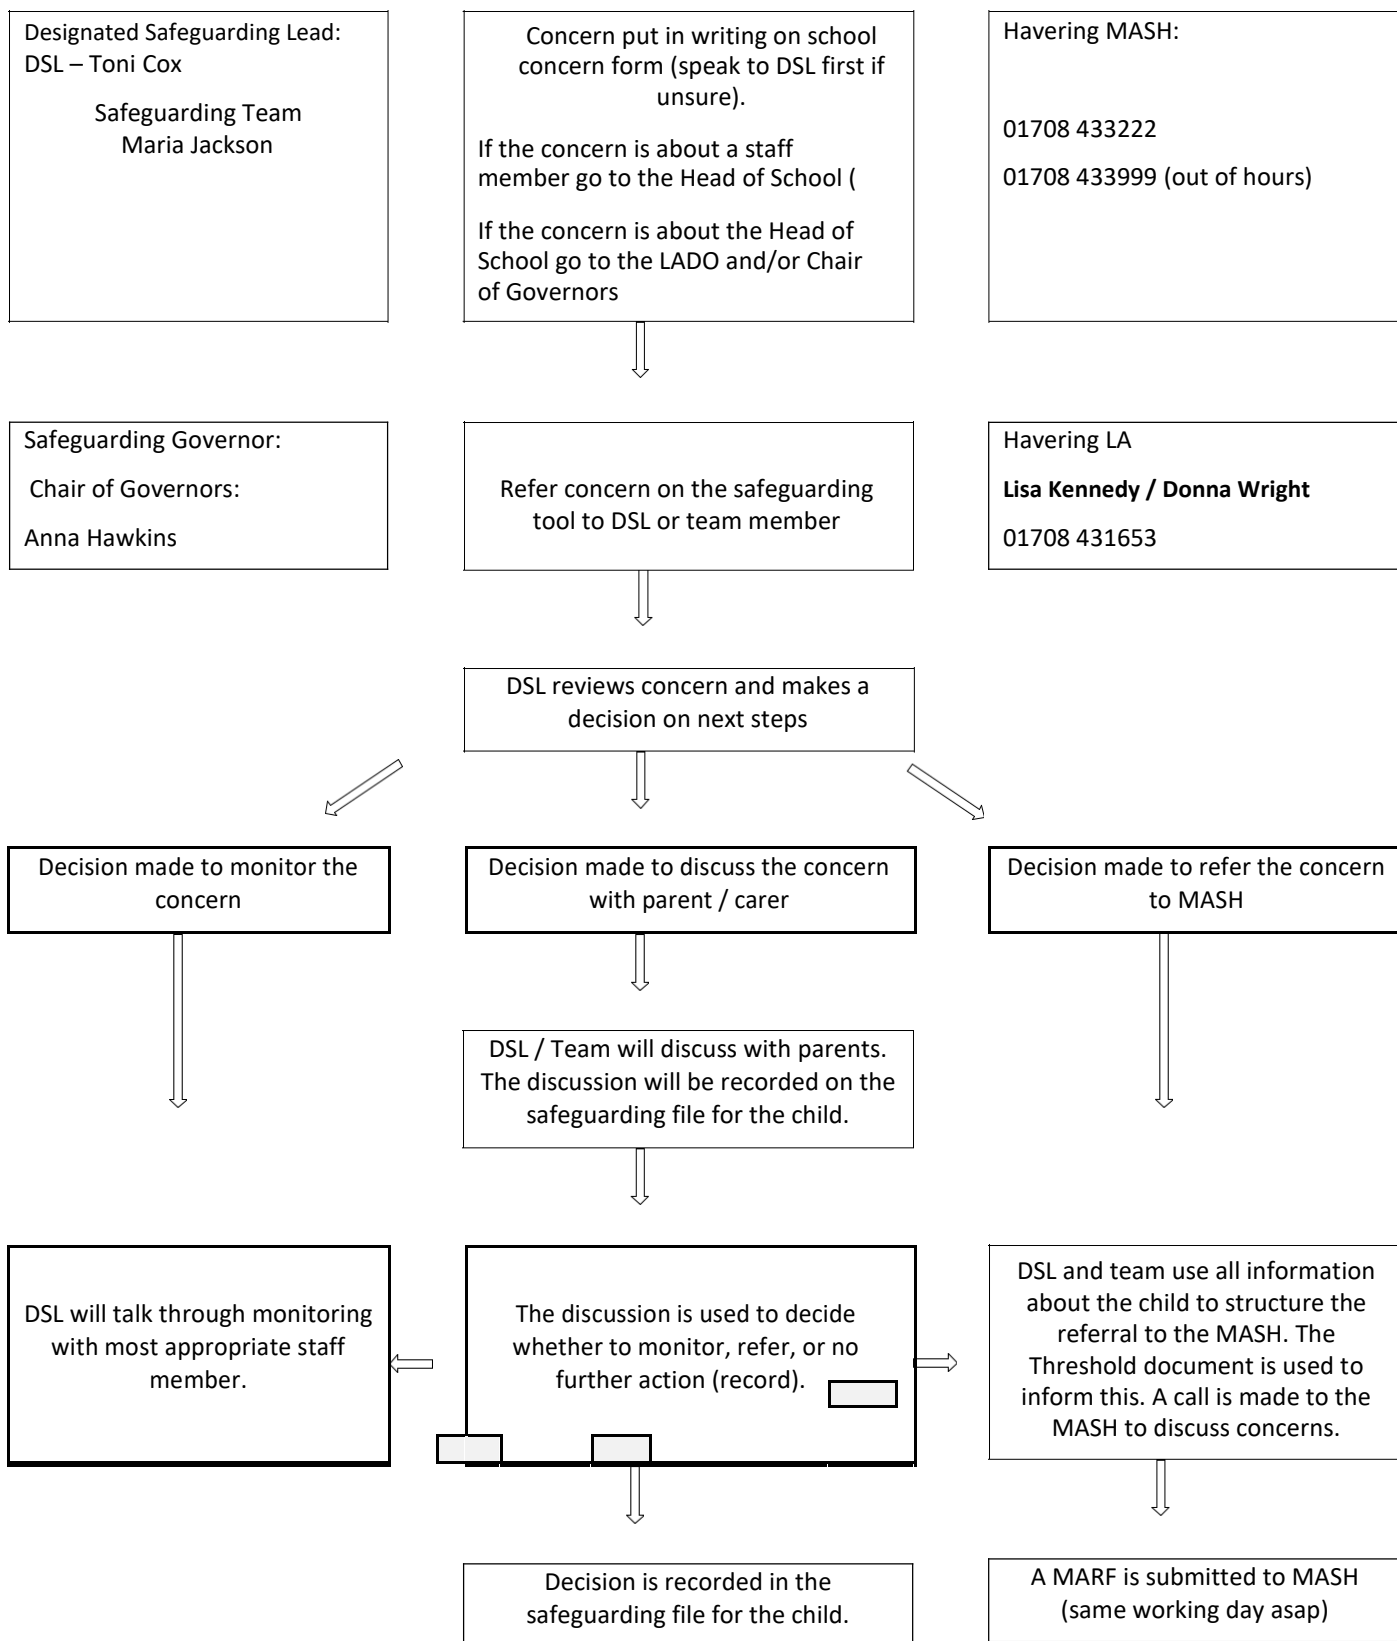 Designated Safeguarding Lead:
DSL – Toni Cox
Safeguarding Team
Maria Jackson
Concern put in writing on school
concern form (speak to DSL first if
unsure).
If the concern is about a staff
member go to the Head of School (
If the concern is about the Head of
School go to the LADO and/or Chair
of Governors
Havering MASH:
01708 433222
01708 433999 (out of hours)
Safeguarding Governor:
Chair of Governors:
Anna Hawkins
Refer concern on the safeguarding
tool to DSL or team member
Havering LA
Lisa Kennedy / Donna Wright
01708 431653
DSL reviews concern and makes a
decision on next steps
Decision made to monitor the
concern
Decision made to discuss the concern
with parent / carer
Decision made to refer the concern
to MASH
DSL / Team will discuss with parents.
The discussion will be recorded on the
safeguarding file for the child.
DSL will talk through monitoring
with most appropriate staff
member.
The discussion is used to decide
whether to monitor, refer, or no
further action (record).
DSL and team use all information
about the child to structure the
referral to the MASH. The
Threshold document is used to
inform this. A call is made to the
MASH to discuss concerns.
Decision is recorded in the
safeguarding file for the child.
A MARF is submitted to MASH
(same working day asap)